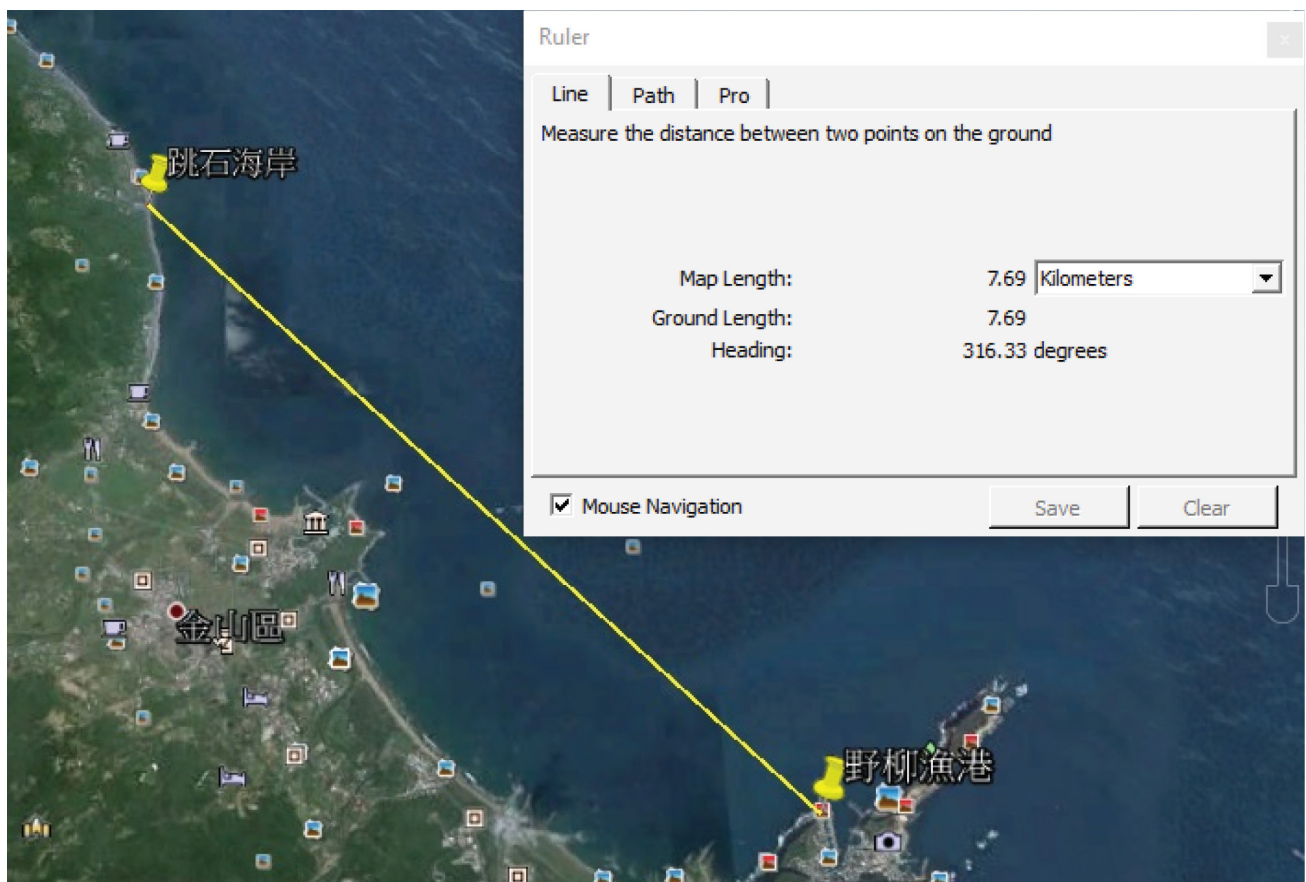 Ruler
x
Line
Path
Pro
Measure the distance between two points on the ground
Map Length: 7.69 Kilometers
Ground Length: 7.69
Heading: 316.33 degrees
Mouse Navigation
Save
Clear
跳石海岸
金山區
野柳漁港